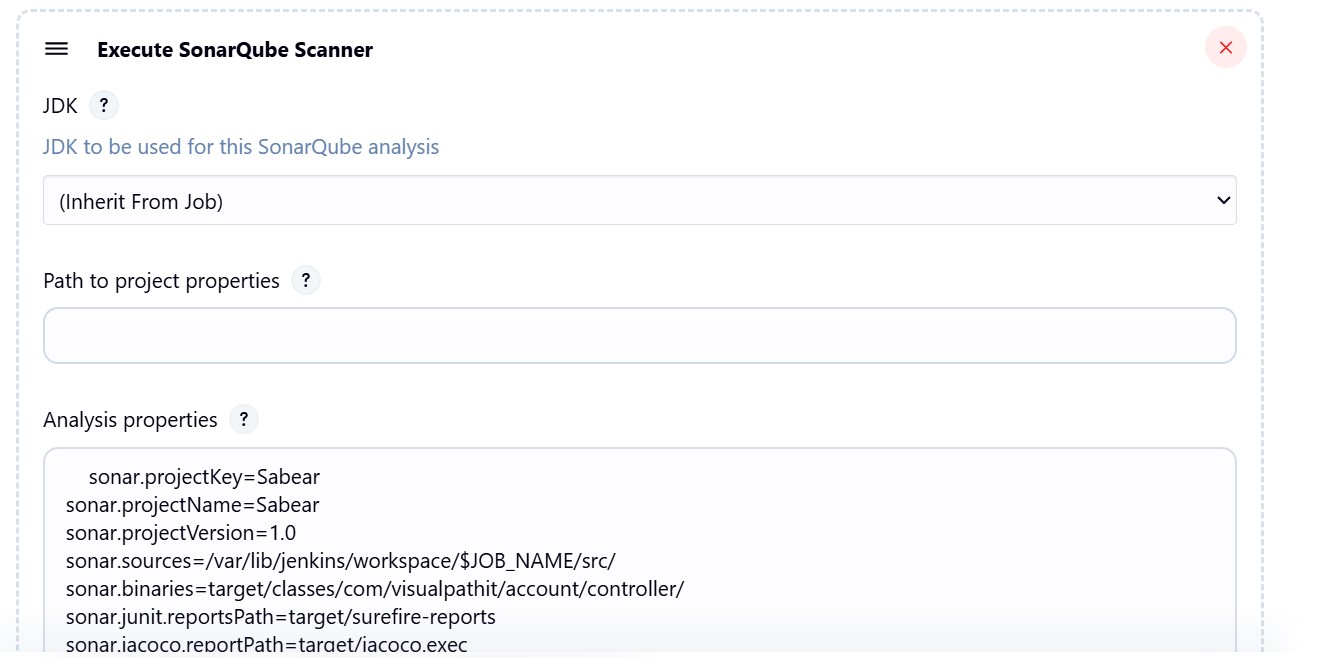 Execute SonarQube Scanner
JDK ?
JDK to be used for this SonarQube analysis
(Inherit From Job)
Path to project properties ?
Analysis properties ?
sonar.projectKey=Sabear
sonar.projectName=Sabear
sonar.projectVersion=1.0
sonar.sources=/var/lib/jenkins/workspace/$JOB_NAME/src/
sonar.binaries=target/classes/com/visualpathit/account/controller/
sonar.junit.reportsPath=target/surefire-reports
sonar.jacoco.reportPath=target/jacoco.exec